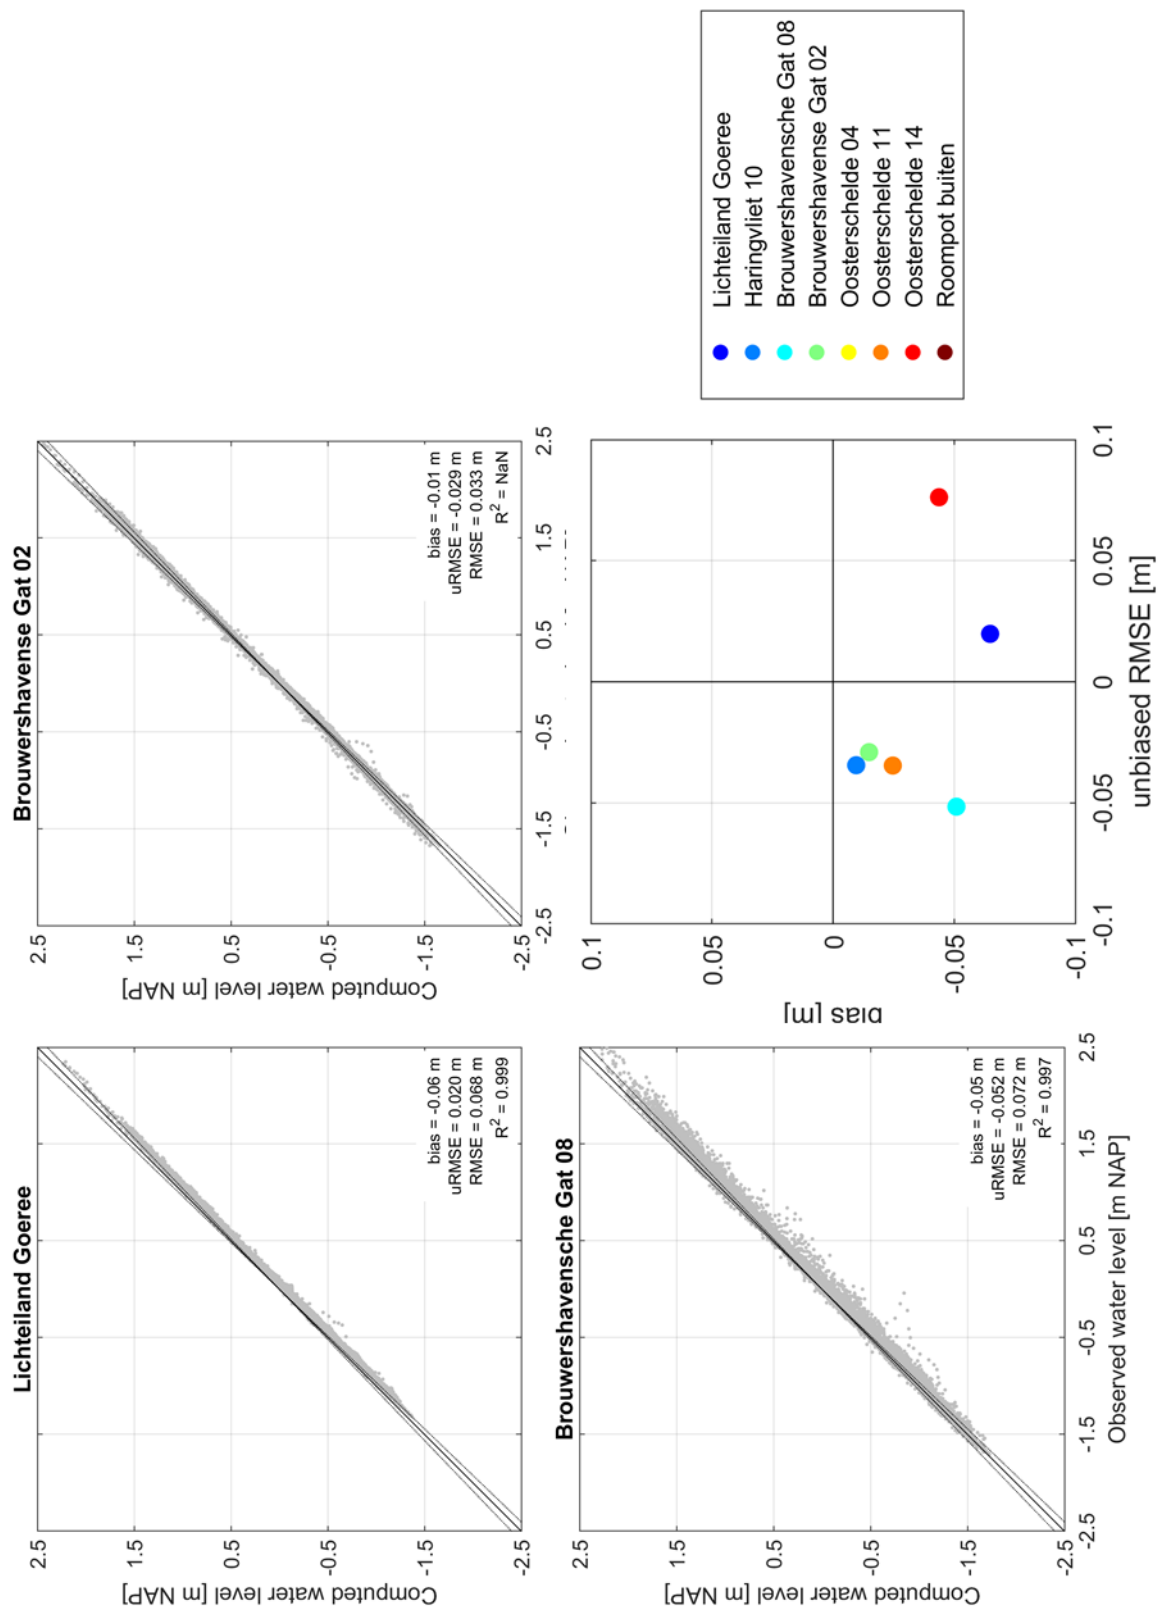 Lichteiland Goeree
Computed water level [m NAP]
2.5
1.5
0.5
-0.5
-1.5
-2.5
bias = -0.06 m
uRMSE = 0.020 m
RMSE = 0.068 m
R² = 0.999
Brouwershavense Gat 02
Computed water level [m NAP]
2.5
1.5
0.5
-0.5
-1.5
-2.5
bias = -0.01 m
uRMSE = -0.029 m
RMSE = 0.033 m
R² = NaN
-2.5
-1.5
-0.5
0.5
1.5
2.5
Brouwershavensche Gat 08
Computed water level [m NAP]
2.5
1.5
0.5
-0.5
-1.5
-2.5
bias = -0.05 m
uRMSE = -0.052 m
RMSE = 0.072 m
R² = 0.997
-2.5
-1.5
-0.5
0.5
1.5
2.5
Observed water level [m NAP]
bias [m]
0.1
0.05
0
-0.05
-0.1
-0.1
-0.05
0
0.05
0.1
unbiased RMSE [m]
Lichteiland Goeree
Haringvliet 10
Brouwershavensche Gat 08
Brouwershavense Gat 02
Oosterschelde 04
Oosterschelde 11
Oosterschelde 14
Roompot buiten